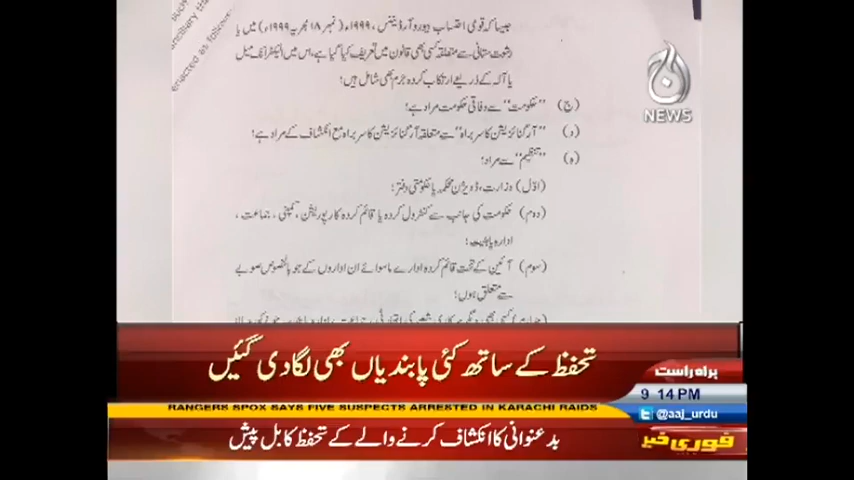 enacted as follows
جیسا کہ قومی احتساب بیورو آرڈیننس، ۱۹۹۹ء (نمبر ۱۸ مجریہ ۱۹۹۹ء) میں یا
رشوت ستانی سے متعلقہ کسی بھی قانون میں تعریف کیا گیا ہے، اس میں الیکٹرانک میل
یا آلہ کے ذریعے ارتکاب کردہ جرم بھی شامل ہیں؛
(ج) "حکومت" سے وفاقی حکومت مراد ہے؛
(د) "آرگنائزیشن کا سربراہ" سے متعلقہ آرگنائزیشن کا سربراہ مع انکشاف کے مراد ہے؛
(ہ) "تنظیم" سے مراد؛
(اوّل) وزارت، ڈویژن محکمہ یا حکومتی دفتر؛
(دوم) حکومت کی جانب سے کنٹرول کردہ یا قائم کردہ کارپوریشن، کمپنی، جماعت،
ادارہ یا ہیئت؛
(سوم) آئین کے تحت قائم کردہ ادارے ماسوائے ان اداروں کے جو بالخصوص صوبے
سے متعلق ہوں؛
aaj
NEWS
تحفظ کے ساتھ کئی پابندیاں بھی لگا دی گئیں
براہ راست
9 14 PM
RANGERS SPOX SAYS FIVE SUSPECTS ARRESTED IN KARACHI RAIDS
@aaj_urdu
بدعنوانی کا انکشاف کرنے والے کے تحفظ کا بل پیش
فوری خبر